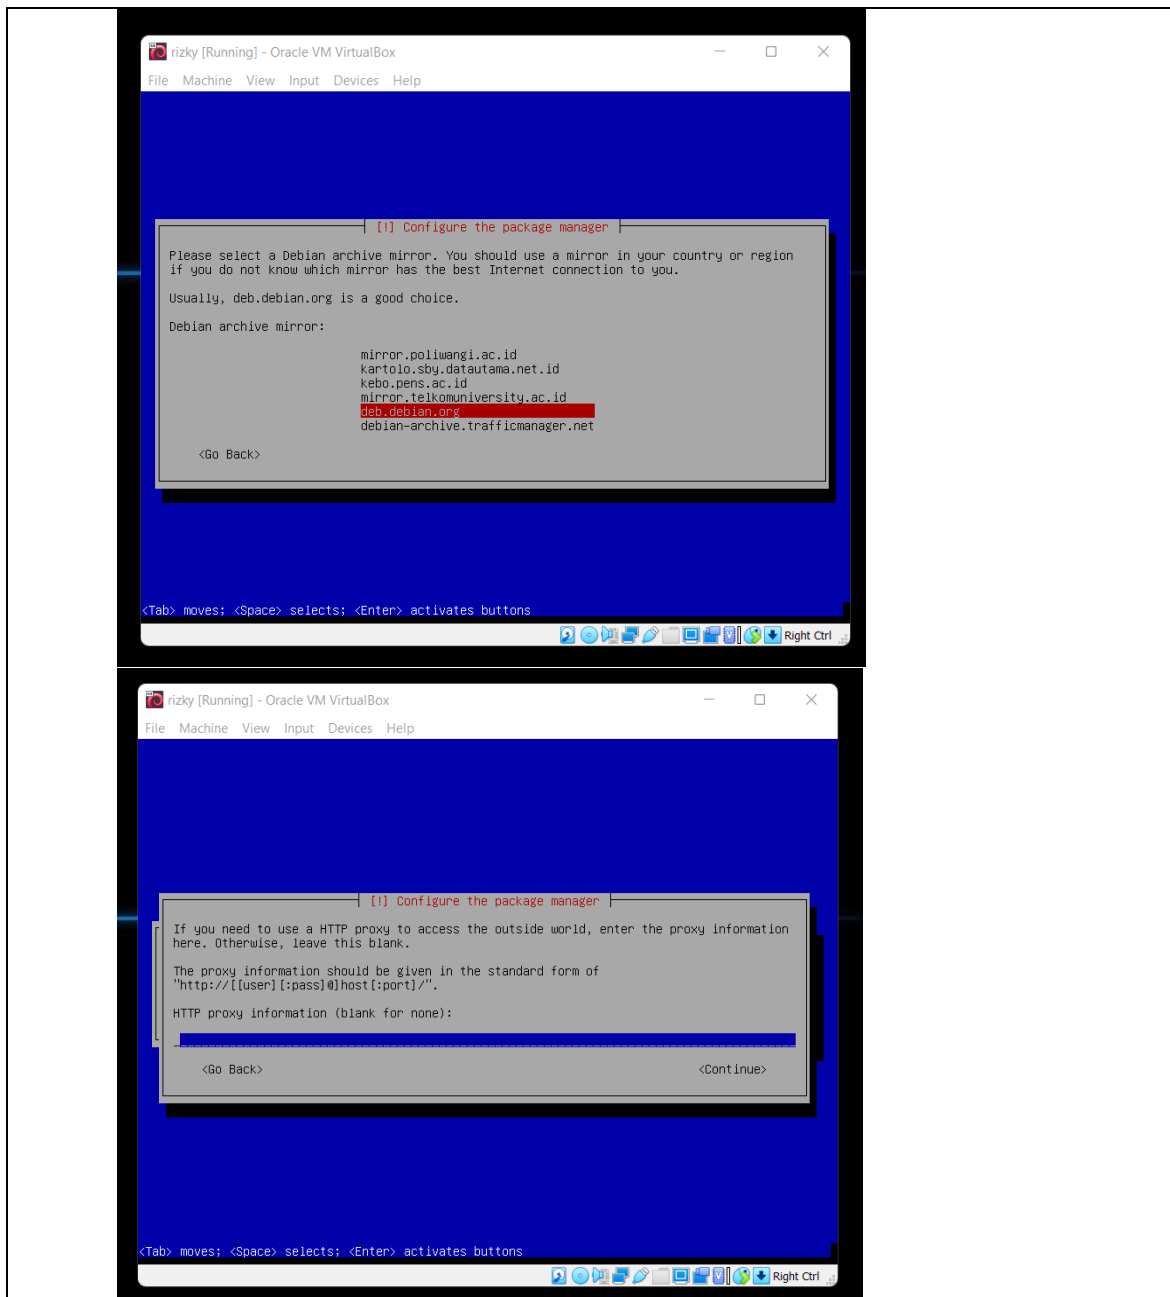 rizky [Running] - Oracle VM VirtualBox
File Machine View Input Devices Help
[!] Configure the package manager
Please select a Debian archive mirror. You should use a mirror in your country or region
if you do not know which mirror has the best Internet connection to you.
Usually, deb.debian.org is a good choice.
Debian archive mirror:
mirror.poliwangi.ac.id
kartolo.sby.datautama.net.id
kebo.pens.ac.id
mirror.telkomuniversity.ac.id
deb.debian.org
debian-archive.trafficmanager.net
<Go Back>
<Tab> moves; <Space> selects; <Enter> activates buttons
Right Ctrl
rizky [Running] - Oracle VM VirtualBox
File Machine View Input Devices Help
[!] Configure the package manager
If you need to use a HTTP proxy to access the outside world, enter the proxy information
here. Otherwise, leave this blank.
The proxy information should be given in the standard form of
"http://[[user][:pass]@]host[:port]/".
HTTP proxy information (blank for none):
<Go Back> <Continue>
<Tab> moves; <Space> selects; <Enter> activates buttons
Right Ctrl